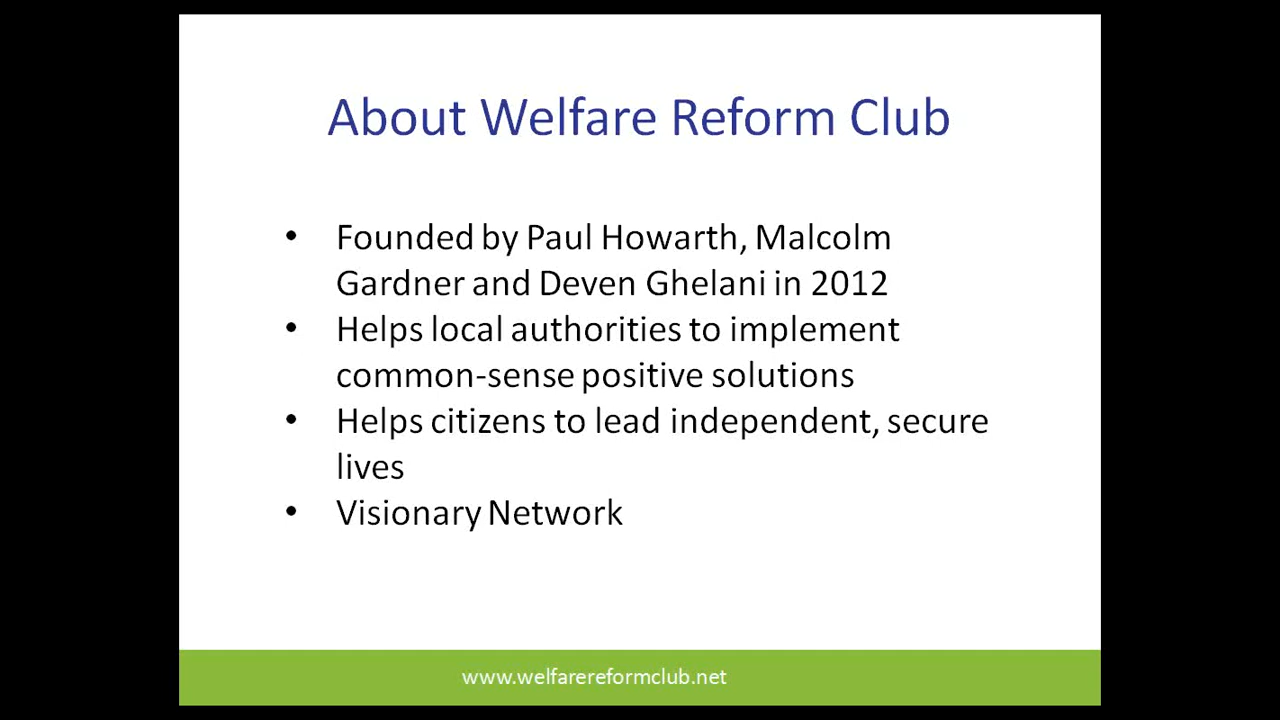 About Welfare Reform Club
• Founded by Paul Howarth, Malcolm
Gardner and Deven Ghelani in 2012
• Helps local authorities to implement
common-sense positive solutions
• Helps citizens to lead independent, secure
lives
• Visionary Network
www.welfarereformclub.net